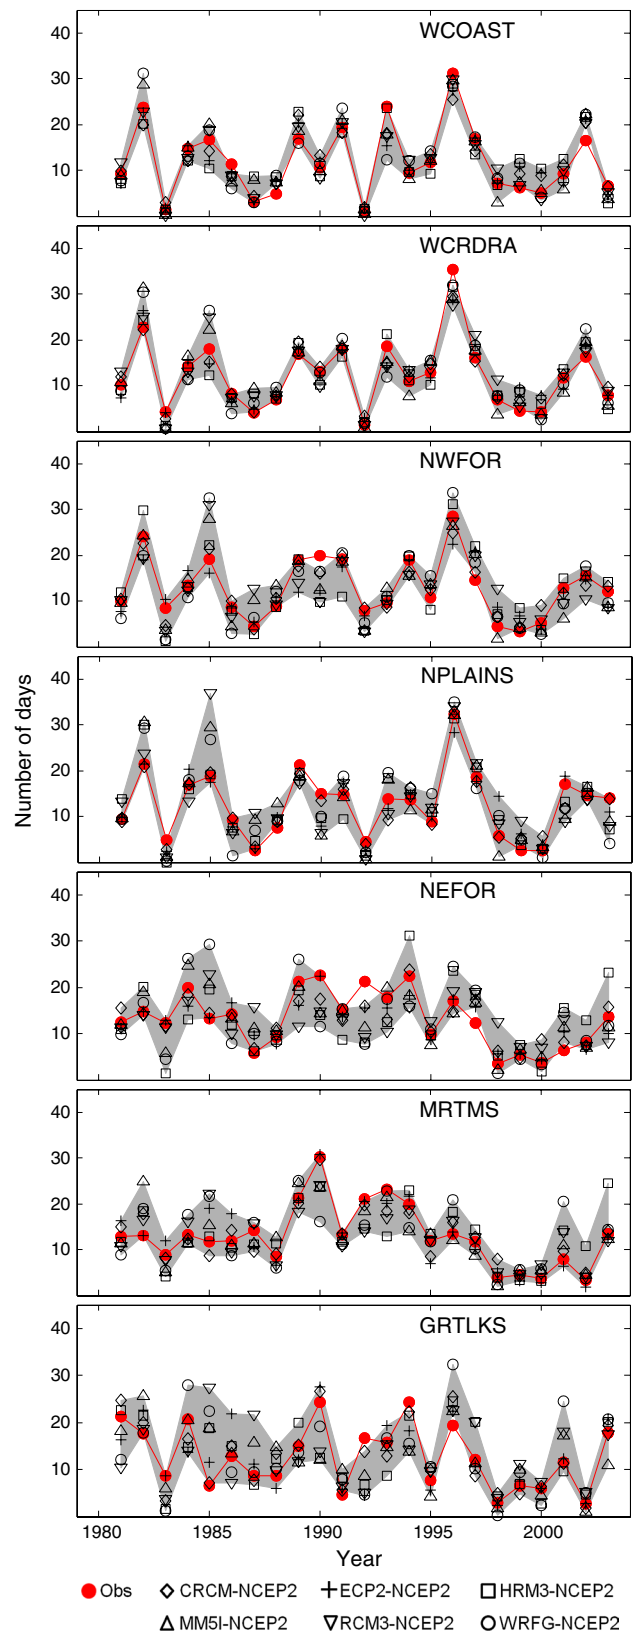 WCOAST
40
30
20
10
WCRDRA
40
30
20
10
NWFOR
40
30
20
10
NPLAINS
40
30
20
10
Number of days
NEFOR
40
30
20
10
MRTMS
40
30
20
10
GRTLKS
40
30
20
10
1980 1985 1990 1995 2000
Year
Obs CRCM-NCEP2 ECP2-NCEP2 HRM3-NCEP2
MM5I-NCEP2 RCM3-NCEP2 WRFG-NCEP2